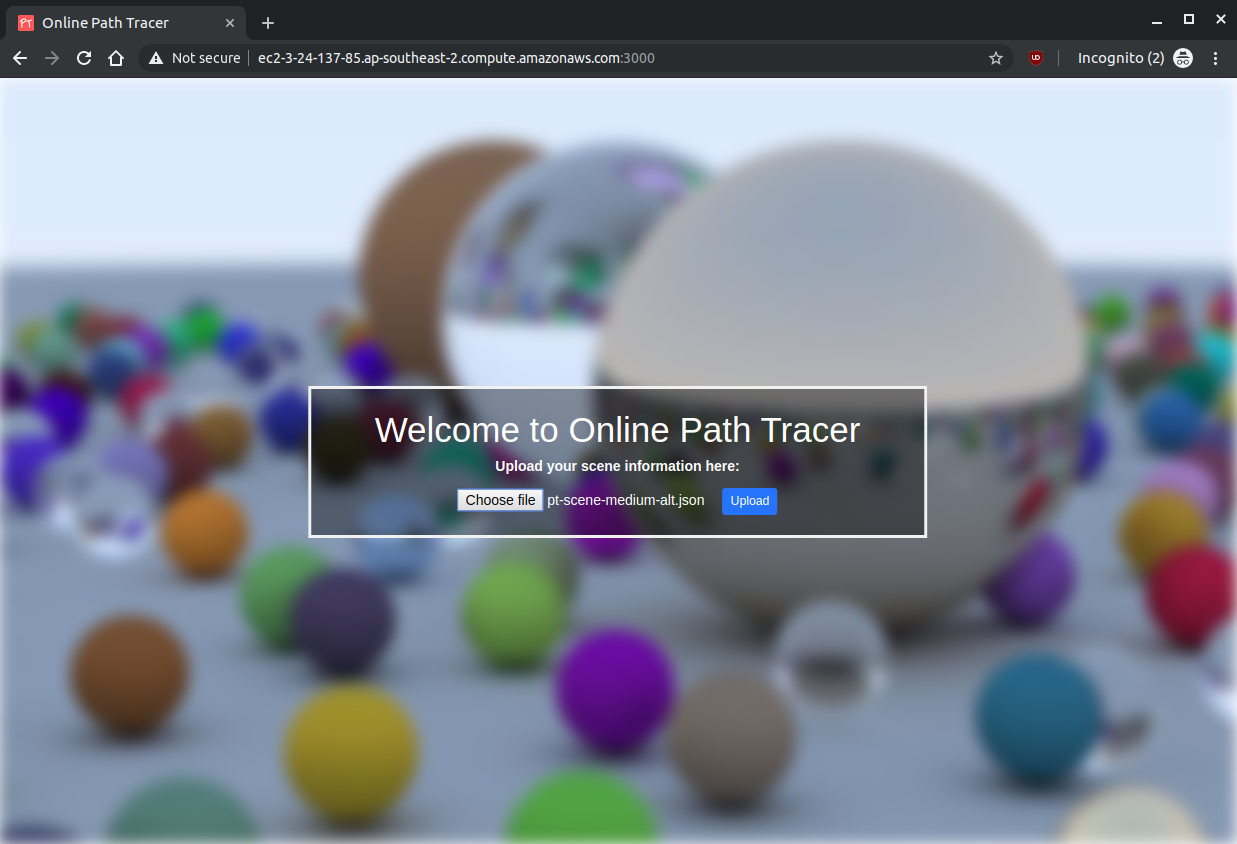 PT Online Path Tracer
Not secure ec2-3-24-137-85.ap-southeast-2.compute.amazonaws.com:3000 Incognito (2)
Welcome to Online Path Tracer
Upload your scene information here:
Choose file pt-scene-medium-alt.json Upload